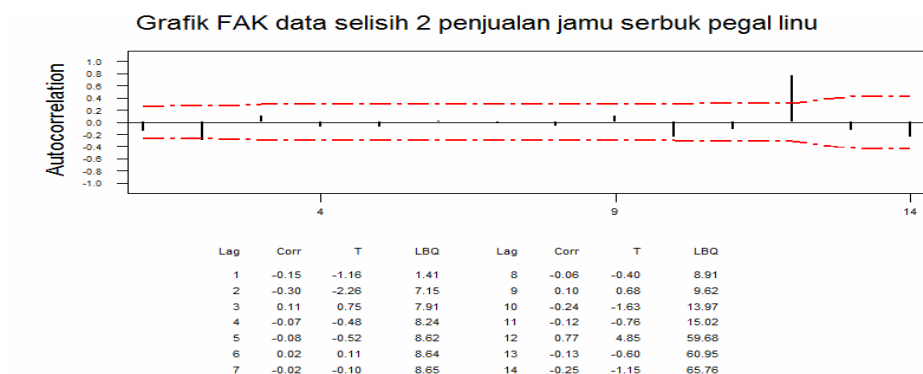 Grafik FAK data selisih 2 penjualan jamu serbuk pegal linu
Autocorrelation
1.0
0.8
0.6
0.4
0.2
0.0
-0.2
-0.4
-0.6
-0.8
-1.0
4 9 14
Lag Corr T LBQ Lag Corr T LBQ
1 -0.15 -1.16 1.41 8 -0.06 -0.40 8.91
2 -0.30 -2.26 7.15 9 0.10 0.68 9.62
3 0.11 0.75 7.91 10 -0.24 -1.63 13.97
4 -0.07 -0.48 8.24 11 -0.12 -0.76 15.02
5 -0.08 -0.52 8.62 12 0.77 4.85 59.68
6 0.02 0.11 8.64 13 -0.13 -0.60 60.95
7 -0.02 -0.10 8.65 14 -0.25 -1.15 65.76